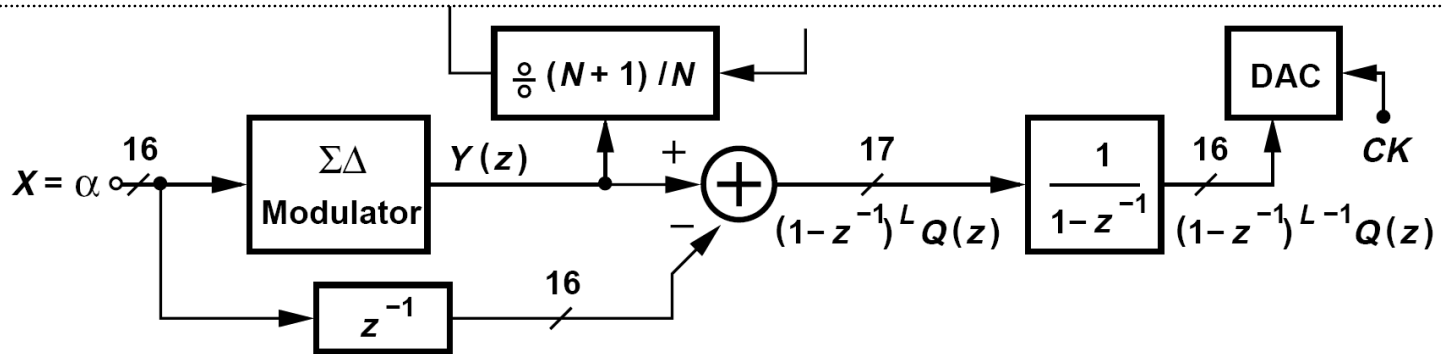 ÷ (N + 1) / N
DAC
CK
16
X = α
ΣΔ
Modulator
Y(z)
+
−
+
17
(1− z⁻¹)ᴸ Q(z)
1
1− z⁻¹
16
(1− z⁻¹)ᴸ⁻¹ Q(z)
z⁻¹
16